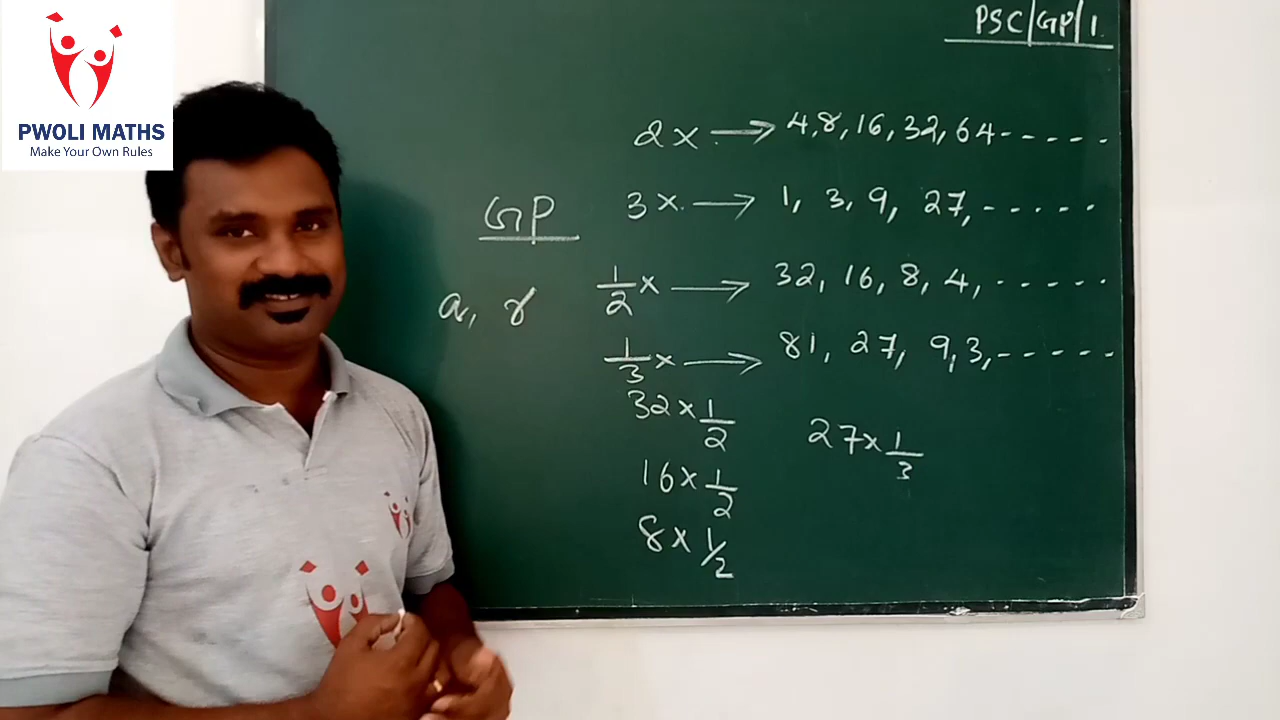 PWOLI MATHS
Make Your Own Rules
PSC/GP/1.
2x → 4, 8, 16, 32, 64-----
GP
3x → 1, 3, 9, 27, -----
a, r
1/2 x → 32, 16, 8, 4, ------
1/3 x → 81, 27, 9, 3, ------
32 x 1/2
27 x 1/3
16 x 1/2
8 x 1/2